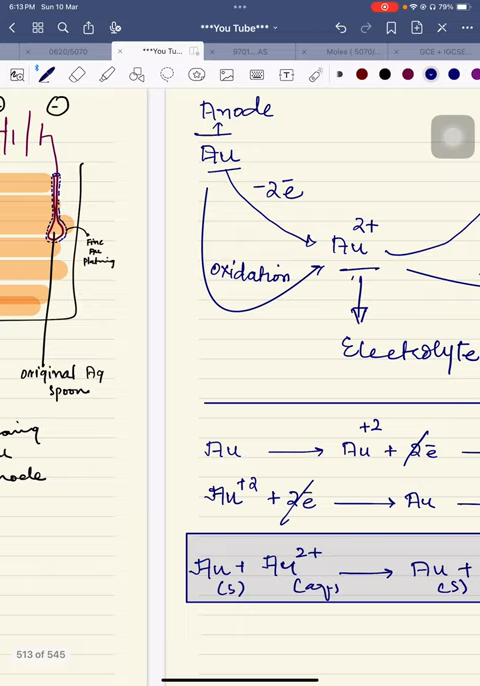 6:13 PM Sun 10 Mar
79%
***You Tube***
0620/5070
***You Tu...
9701... AS
Moles ( 5070/
GCE + IGCSE
T
Anode
Au
-2e̅
2+
Au
oxidation
Electrolyte
Fine
Au
Plating
original Ag
spoon
node
Au → Au⁺² + 2e̅
Au⁺² + 2e̅ → Au
Au(s) + Au²⁺(aq) → Au(s) +
513 of 545